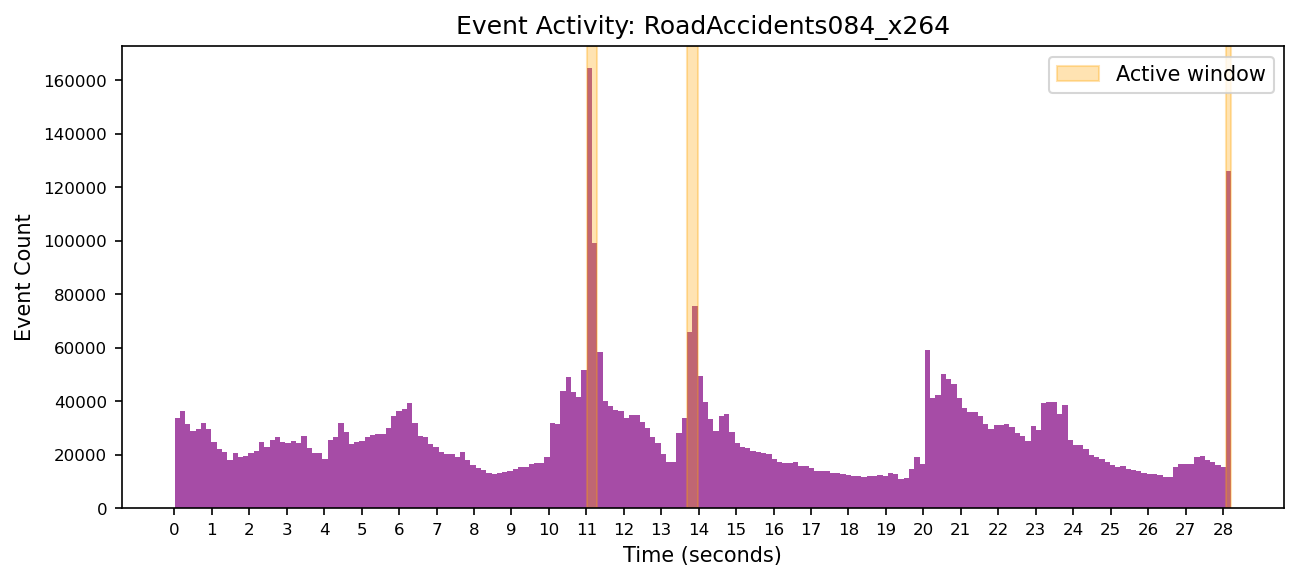 Event Activity: RoadAccidents084_x264
Active window
160000
140000
120000
100000
80000
60000
40000
20000
0
Event Count
0 1 2 3 4 5 6 7 8 9 10 11 12 13 14 15 16 17 18 19 20 21 22 23 24 25 26 27 28
Time (seconds)